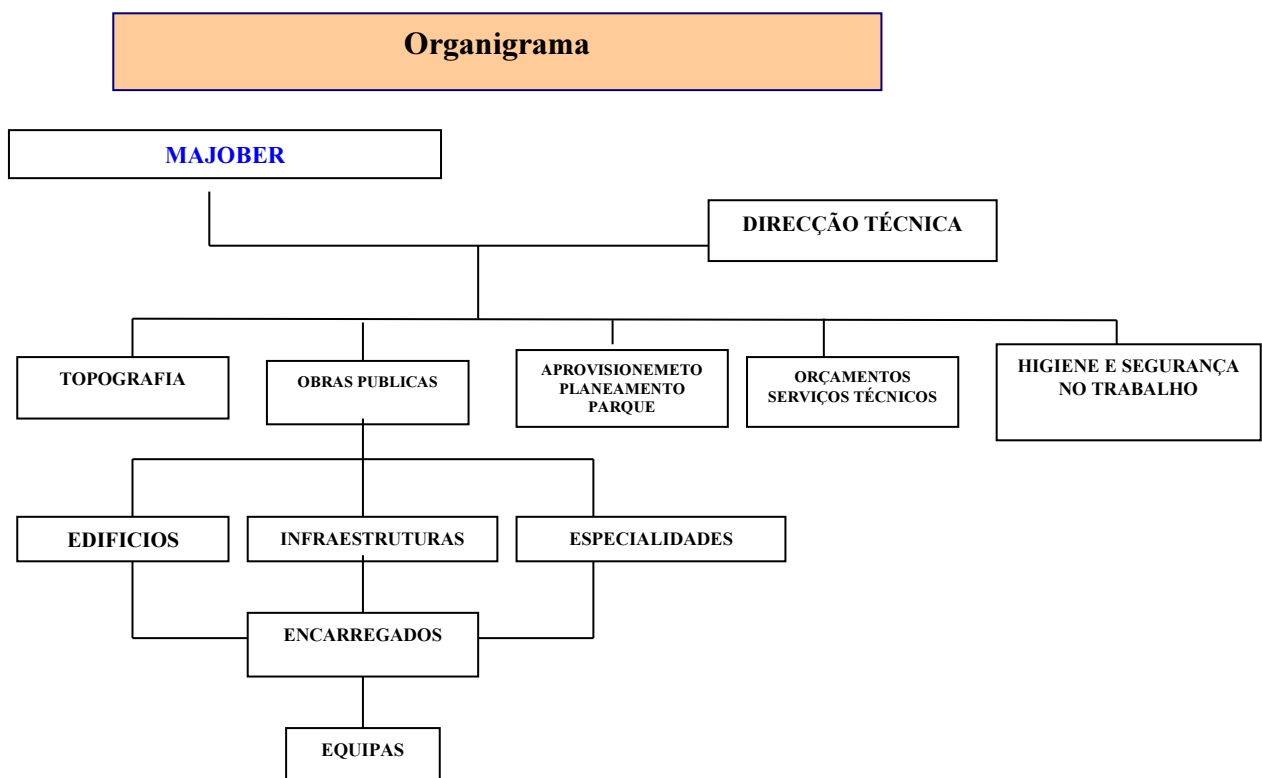 Organigrama
MAJOBER
DIRECÇÃO TÉCNICA
TOPOGRAFIA
OBRAS PUBLICAS
APROVISIONEMETO
PLANEAMENTO
PARQUE
ORÇAMENTOS
SERVIÇOS TÉCNICOS
HIGIENE E SEGURANÇA
NO TRABALHO
EDIFICIOS
INFRAESTRUTURAS
ESPECIALIDADES
ENCARREGADOS
EQUIPAS